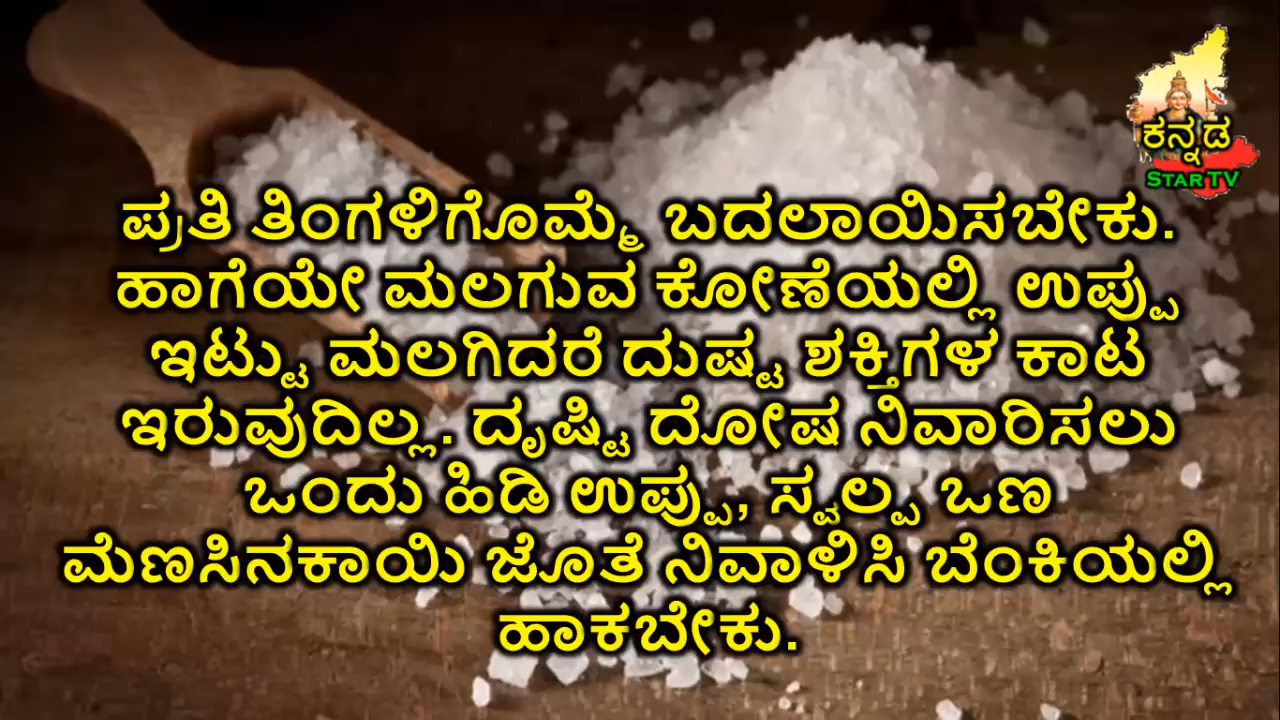 ಕನ್ನಡ
STAR TV
ಪ್ರತಿ ತಿಂಗಳಿಗೊಮ್ಮೆ ಬದಲಾಯಿಸಬೇಕು.
ಹಾಗೆಯೇ ಮಲಗುವ ಕೋಣೆಯಲ್ಲಿ ಉಪ್ಪು
ಇಟ್ಟು ಮಲಗಿದರೆ ದುಷ್ಟ ಶಕ್ತಿಗಳ ಕಾಟ
ಇರುವುದಿಲ್ಲ. ದೃಷ್ಟಿ ದೋಷ ನಿವಾರಿಸಲು
ಒಂದು ಹಿಡಿ ಉಪ್ಪು, ಸ್ವಲ್ಪ ಒಣ
ಮೆಣಸಿನಕಾಯಿ ಜೊತೆ ನಿವಾಳಿಸಿ ಬೆಂಕಿಯಲ್ಲಿ
ಹಾಕಬೇಕು.